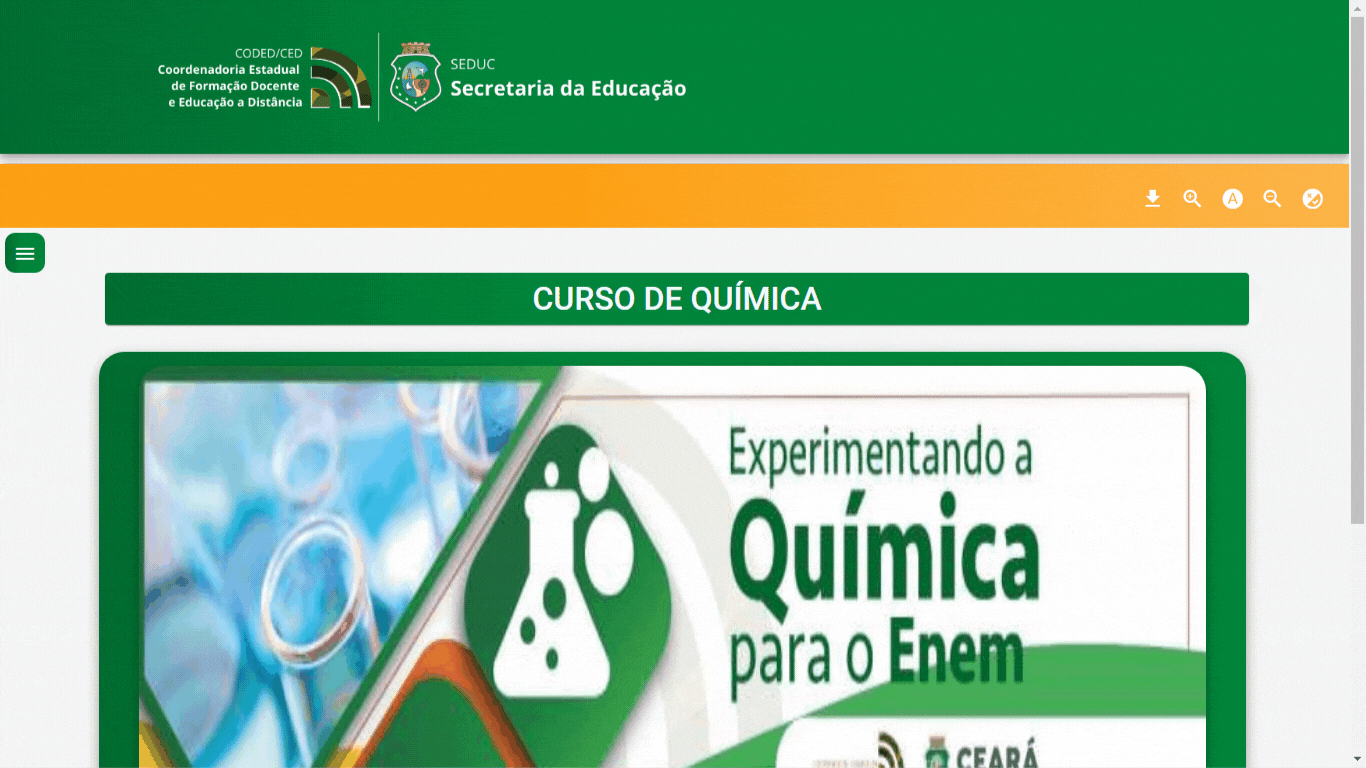 CODED/CED
Coordenadoria Estadual
de Formação Docente
e Educação a Distância
SEDUC
Secretaria da Educação
A
CURSO DE QUÍMICA
Experimentando a
Química
para o Enem
CEARÁ